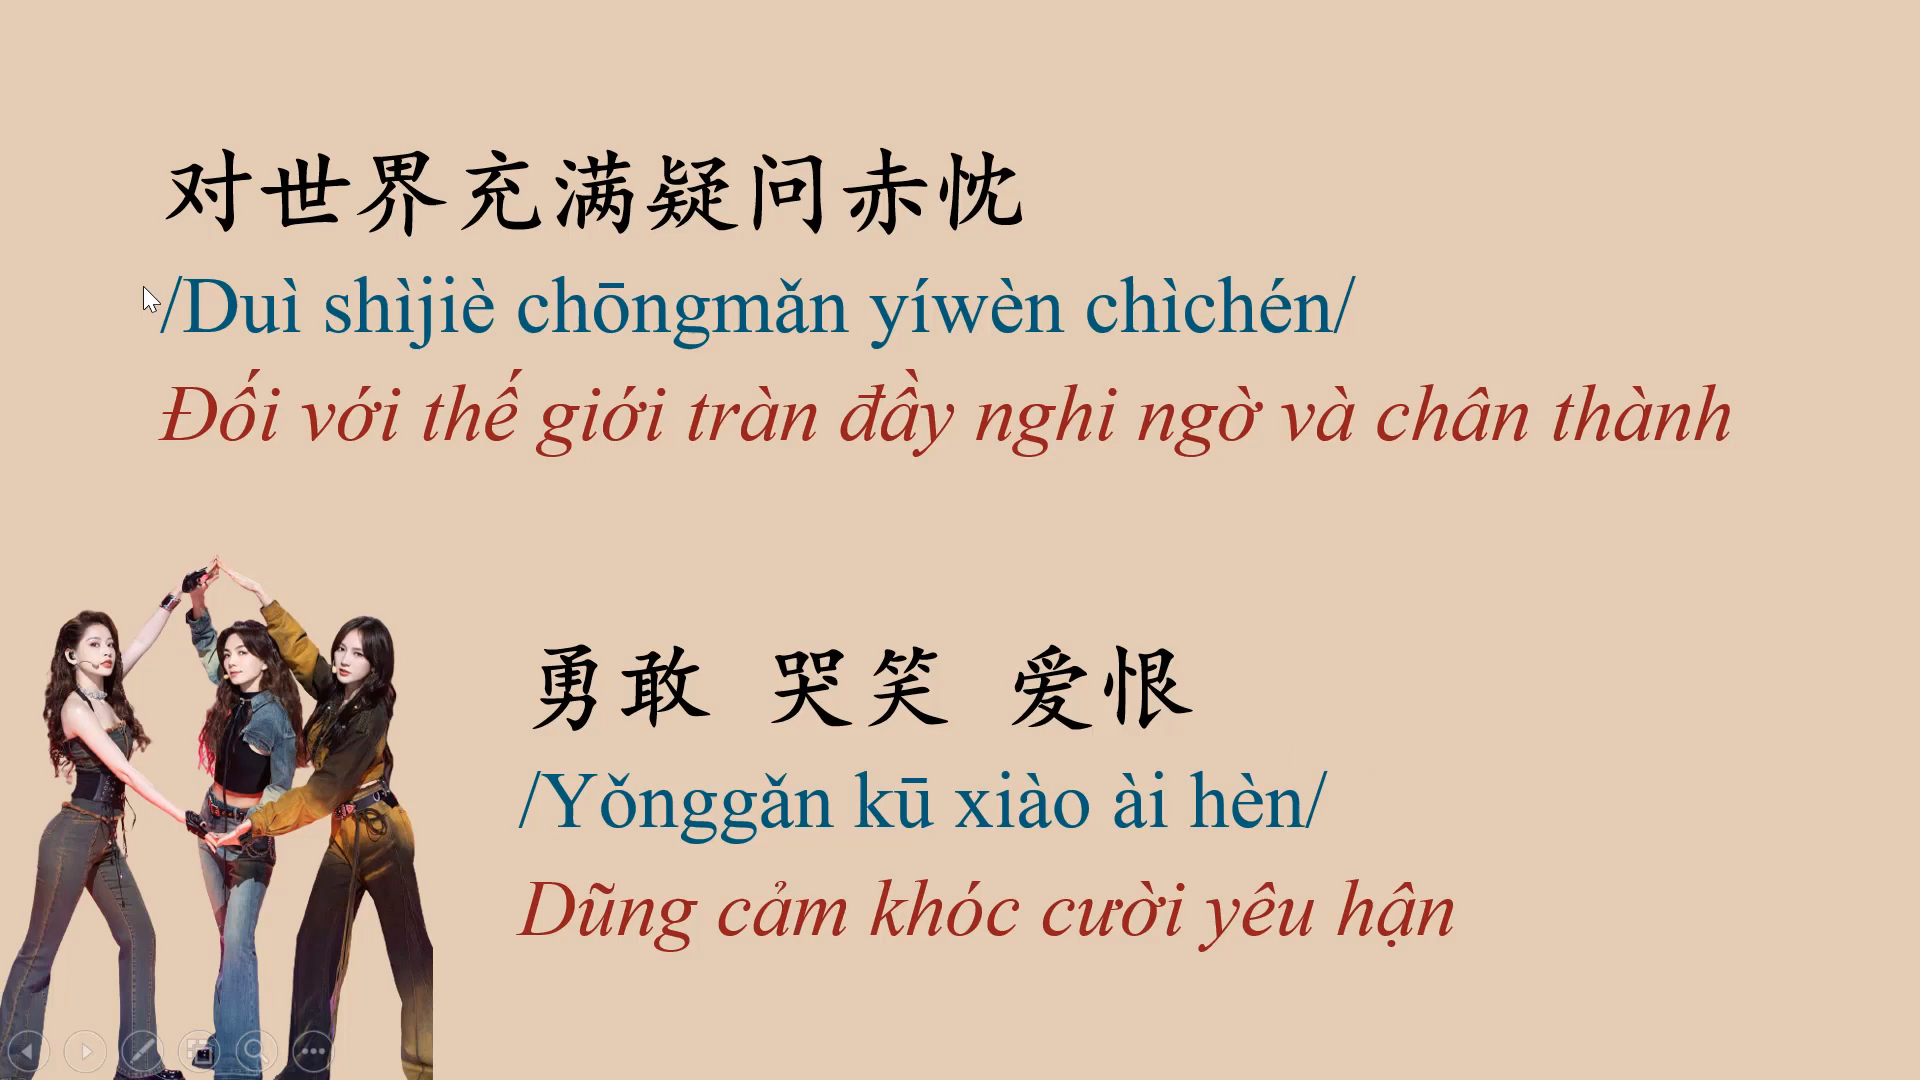 对世界充满疑问赤忱
/Duì shìjiè chōngmǎn yíwèn chìchén/
Đối với thế giới tràn đầy nghi ngờ và chân thành
勇敢 哭笑 爱恨
/Yǒnggǎn kū xiào ài hèn/
Dũng cảm khóc cười yêu hận